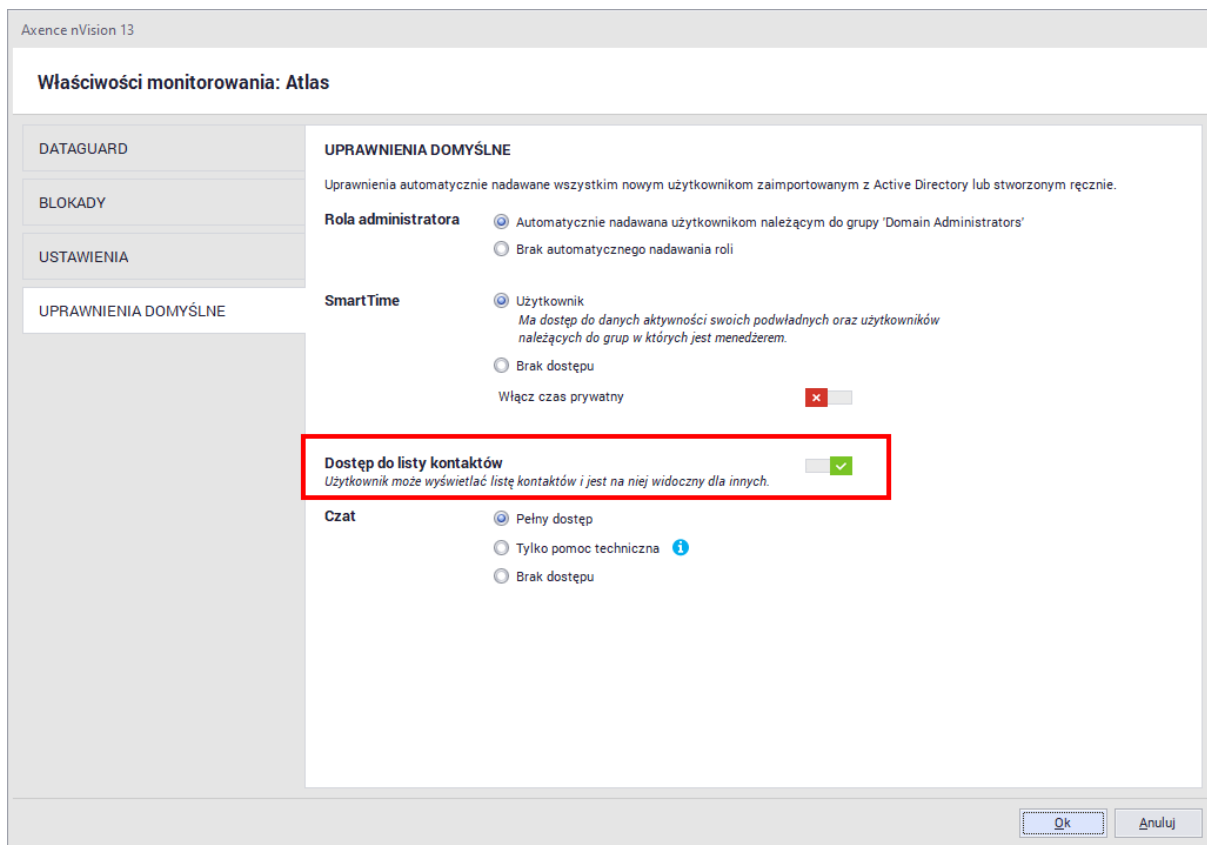 Axence nVision 13
Właściwości monitorowania: Atlas
DATAGUARD
BLOKADY
USTAWIENIA
UPRAWNIENIA DOMYŚLNE
UPRAWNIENIA DOMYŚLNE
Uprawnienia automatycznie nadawane wszystkim nowym użytkownikom zaimportowanym z Active Directory lub stworzonym ręcznie.
Rola administratora
Automatycznie nadawana użytkownikom należącym do grupy 'Domain Administrators'
Brak automatycznego nadawania roli
SmartTime
Użytkownik
Ma dostęp do danych aktywności swoich podwładnych oraz użytkowników
należących do grup w których jest menedżerem.
Brak dostępu
Włącz czas prywatny
Dostęp do listy kontaktów
Użytkownik może wyświetlać listę kontaktów i jest na niej widoczny dla innych.
Czat
Pełny dostęp
Tylko pomoc techniczna
Brak dostępu
Ok
Anuluj